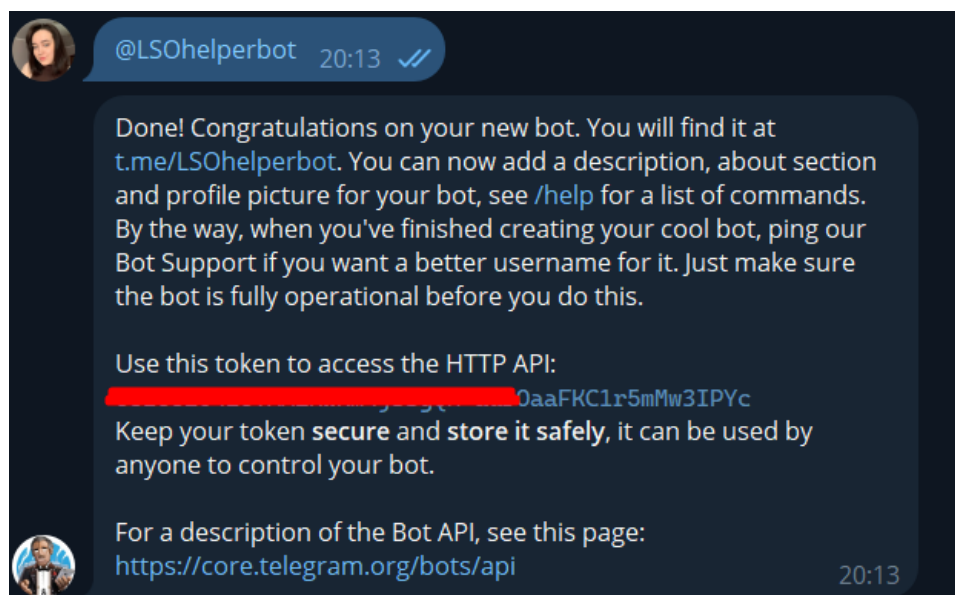 @LSOhelperbot 20:13
Done! Congratulations on your new bot. You will find it at
t.me/LSOhelperbot. You can now add a description, about section
and profile picture for your bot, see /help for a list of commands.
By the way, when you've finished creating your cool bot, ping our
Bot Support if you want a better username for it. Just make sure
the bot is fully operational before you do this.
Use this token to access the HTTP API:
OaaFKC1r5mMw3IPYc
Keep your token secure and store it safely, it can be used by
anyone to control your bot.
For a description of the Bot API, see this page:
https://core.telegram.org/bots/api
20:13